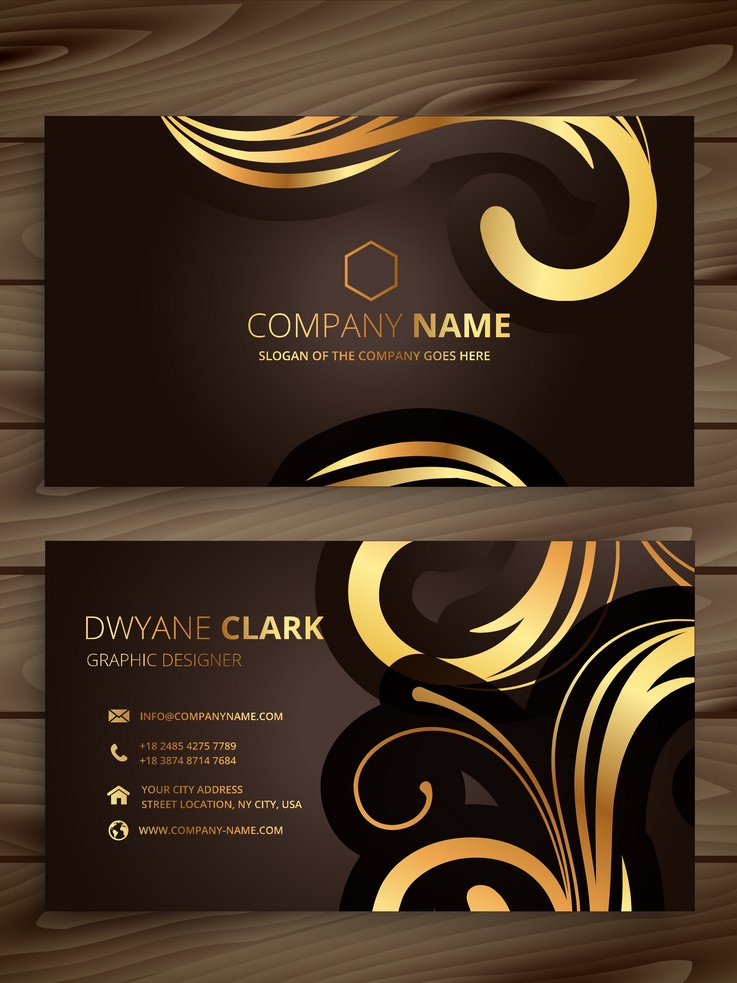 COMPANY NAME
SLOGAN OF THE COMPANY GOES HERE
DWYANE CLARK
GRAPHIC DESIGNER
INFO@COMPANYNAME.COM
+18 2485 4275 7789
+18 3874 8714 7684
YOUR CITY ADDRESS
STREET LOCATION, NY CITY, USA
WWW.COMPANY-NAME.COM